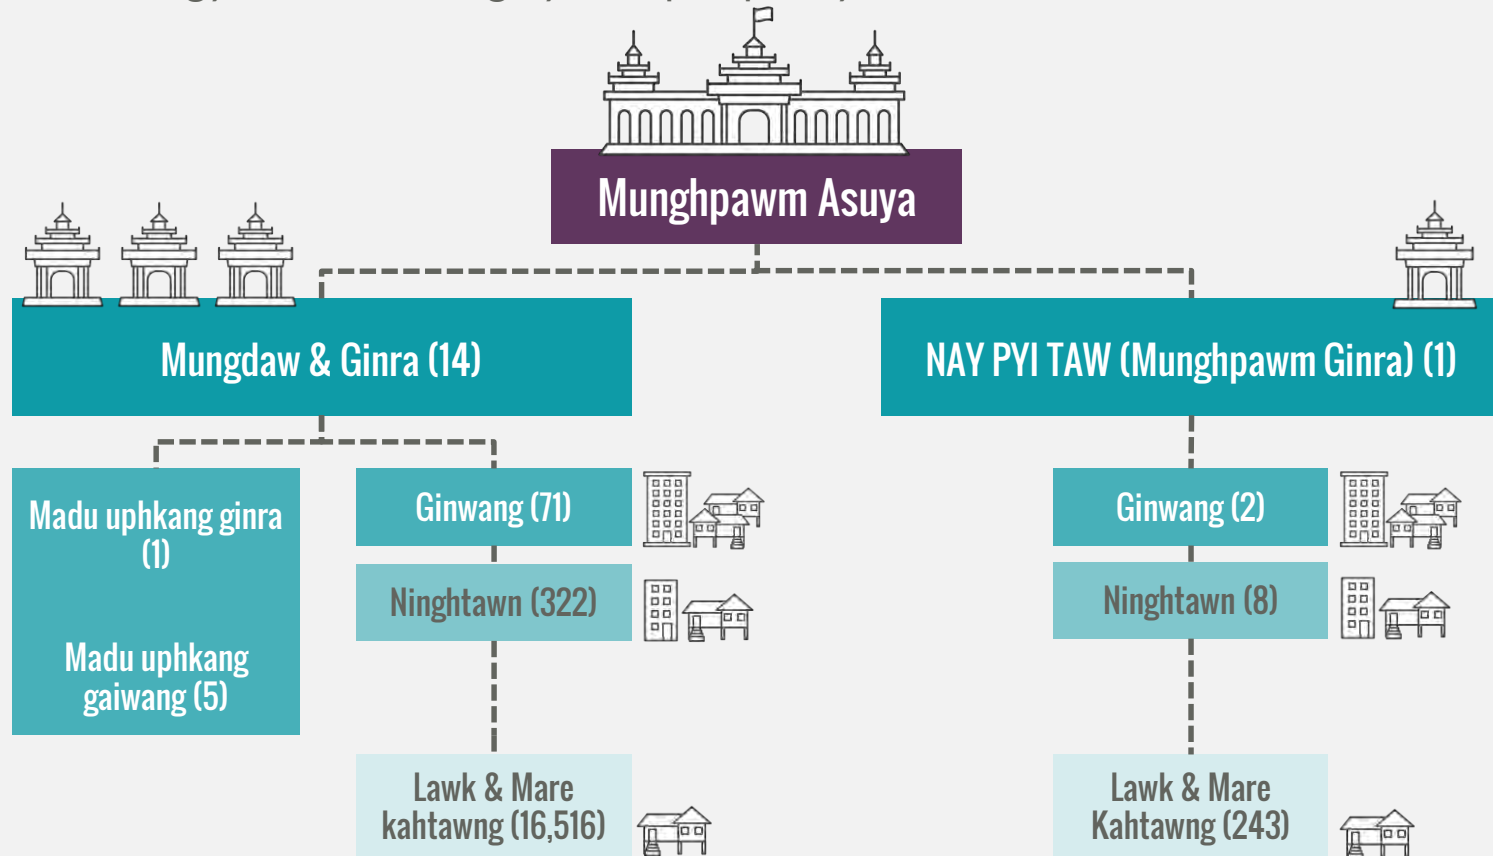 Munghpawm Asuya
Mungdaw & Ginra (14)
NAY PYI TAW (Munghpawm Ginra) (1)
Madu uphkang ginra
(1)
Madu uphkang
gaiwang (5)
Ginwang (71)
Ninghtawn (322)
Lawk & Mare
kahtawng (16,516)
Ginwang (2)
Ninghtawn (8)
Lawk & Mare
Kahtawng (243)